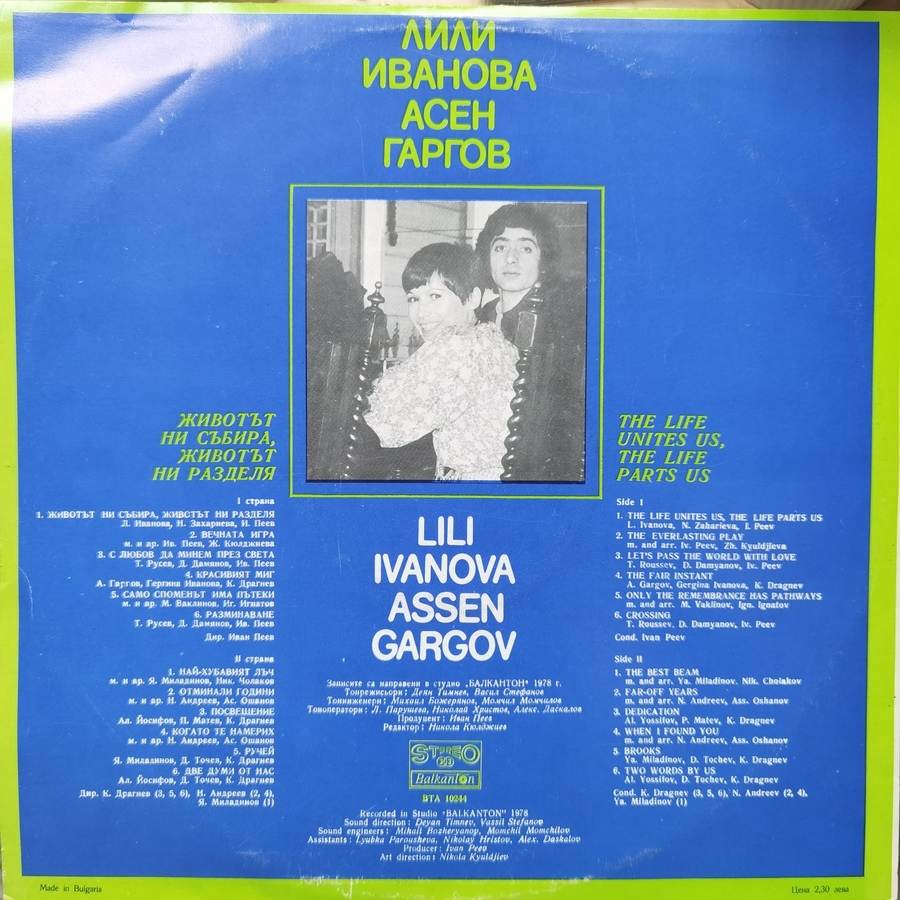 ЛИЛИ
ИВАНОВА
АСЕН
ГАРГОВ
ЖИВОТЪТ
НИ СЪБИРА,
ЖИВОТЪТ
НИ РАЗДЕЛЯ
THE LIFE
UNITES US,
THE LIFE
PARTS US
I страна
1. ЖИВОТЪТ НИ СЪБИРА, ЖИВОТЪТ НИ РАЗДЕЛЯ
Л. Иванова, Н. Захариева, И. Пеев
2. ВЕЧНАТА ИГРА
м. и ар. Ив. Пеев, Ж. Кюлджиева
3. С ЛЮБОВ ДА МИНЕМ ПРЕЗ СВЕТА
Т. Русев, Д. Дамянов, Ив. Пеев
4. КРАСИВИЯТ МИГ
А. Гаргов, Гергина Иванова, К. Драгнев
5. САМО СПОМЕНЪТ ИМА ПЪТЕКИ
м. и ар. М. Ваклинов, Иг. Игнатов
6. РАЗМИНАВАНЕ
Т. Русев, Д. Дамянов, Ив. Пеев
Дир. Иван Пеев
II страна
1. НАЙ-ХУБАВИЯТ ЛЪЧ
м. и ар. Я. Миладинов, Ник. Чолаков
2. ОТМИНАЛИ ГОДИНИ
м. и ар. Н. Андреев, Ас. Ошанов
3. ПОСВЕЩЕНИЕ
Ал. Йосифов, П. Матев, К. Драгнев
4. КОГАТО ТЕ НАМЕРИХ
м. и ар. Н. Андреев, Ас. Ошанов
5. РУЧЕЙ
Я. Миладинов, Д. Точев, К. Драгнев
6. ДВЕ ДУМИ ОТ НАС
Ал. Йосифов, Д. Точев, К. Драгнев
Дир. К. Драгнев (3, 5, 6), Н. Андреев (2, 4),
Я. Миладинов (1)
LILI
IVANOVA
ASSEN
GARGOV
Записите са направени в студио „БАЛКАНТОН" 1978 г.
Тонрежисьори: Деян Тимнев, Васил Стефанов
Тонинженери: Михаил Божерянов, Момчил Момчилов
Тоноператори: Л. Парушева, Николай Христов, Алекс. Даскалов
Продуцент: Иван Пеев
Редактор: Никола Кюлджиев
STEREO
33
Balkanton
ВТА 10244
Recorded in Studio "BALKANTON" 1978
Sound direction: Deyan Timnev, Vassil Stefanov
Sound engineers: Mihail Bozheryanov, Momchil Momchilov
Assistants: Lyubka Parousheva, Nikolay Hristov, Alex. Daskalov
Producer: Ivan Peev
Art direction: Nikola Kyuldjiev
Side I
1. THE LIFE UNITES US, THE LIFE PARTS US
L. Ivanova, N. Zaharieva, I. Peev
2. THE EVERLASTING PLAY
m. and arr. Iv. Peev, Zh. Kyuldjieva
3. LET'S PASS THE WORLD WITH LOVE
T. Roussev, D. Damyanov, Iv. Peev
4. THE FAIR INSTANT
A. Gargov, Gergina Ivanova, K. Dragnev
5. ONLY THE REMEMBRANCE HAS PATHWAYS
m. and arr. M. Vaklinov, Ign. Ignatov
6. CROSSING
T. Roussev, D. Damyanov, Iv. Peev
Cond. Ivan Peev
Side II
1. THE BEST BEAM
m. and arr. Ya. Miladinov, Nik. Cholakov
2. FAR-OFF YEARS
m. and arr. N. Andreev, Ass. Oshanov
3. DEDICATION
Al. Yossifov, P. Matev, K. Dragnev
4. WHEN I FOUND YOU
m. and arr. N. Andreev, Ass. Oshanov
5. BROOKS
Ya. Miladinov, D. Tochev, K. Dragnev
6. TWO WORDS BY US
Al. Yossifov, D. Tochev, K. Dragnev
Cond. K. Dragnev (3, 5, 6), N. Andreev (2, 4),
Ya. Miladinov (1)
Made in Bulgaria
Цена 2,30 лева